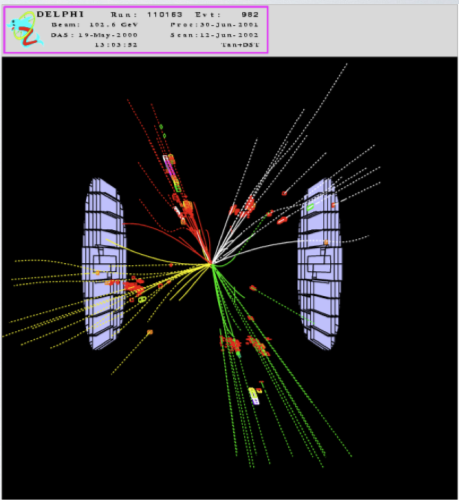 DELPHI Run: 110163 Evt: 982
Beam: 102.6 GeV Proc: 30-Jun-2001
DAS: 19-May-2000 Scan: 12-Jun-2002
13:03:52 Tan+DST